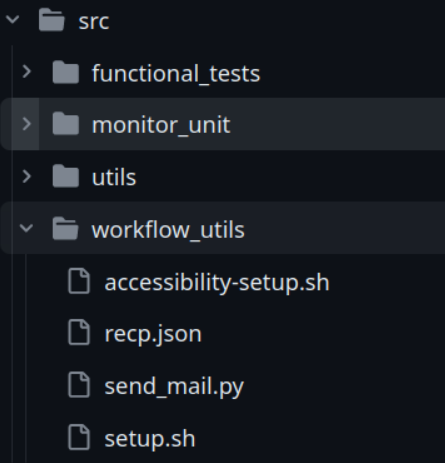 src
functional_tests
monitor_unit
utils
workflow_utils
accessibility-setup.sh
recp.json
send_mail.py
setup.sh